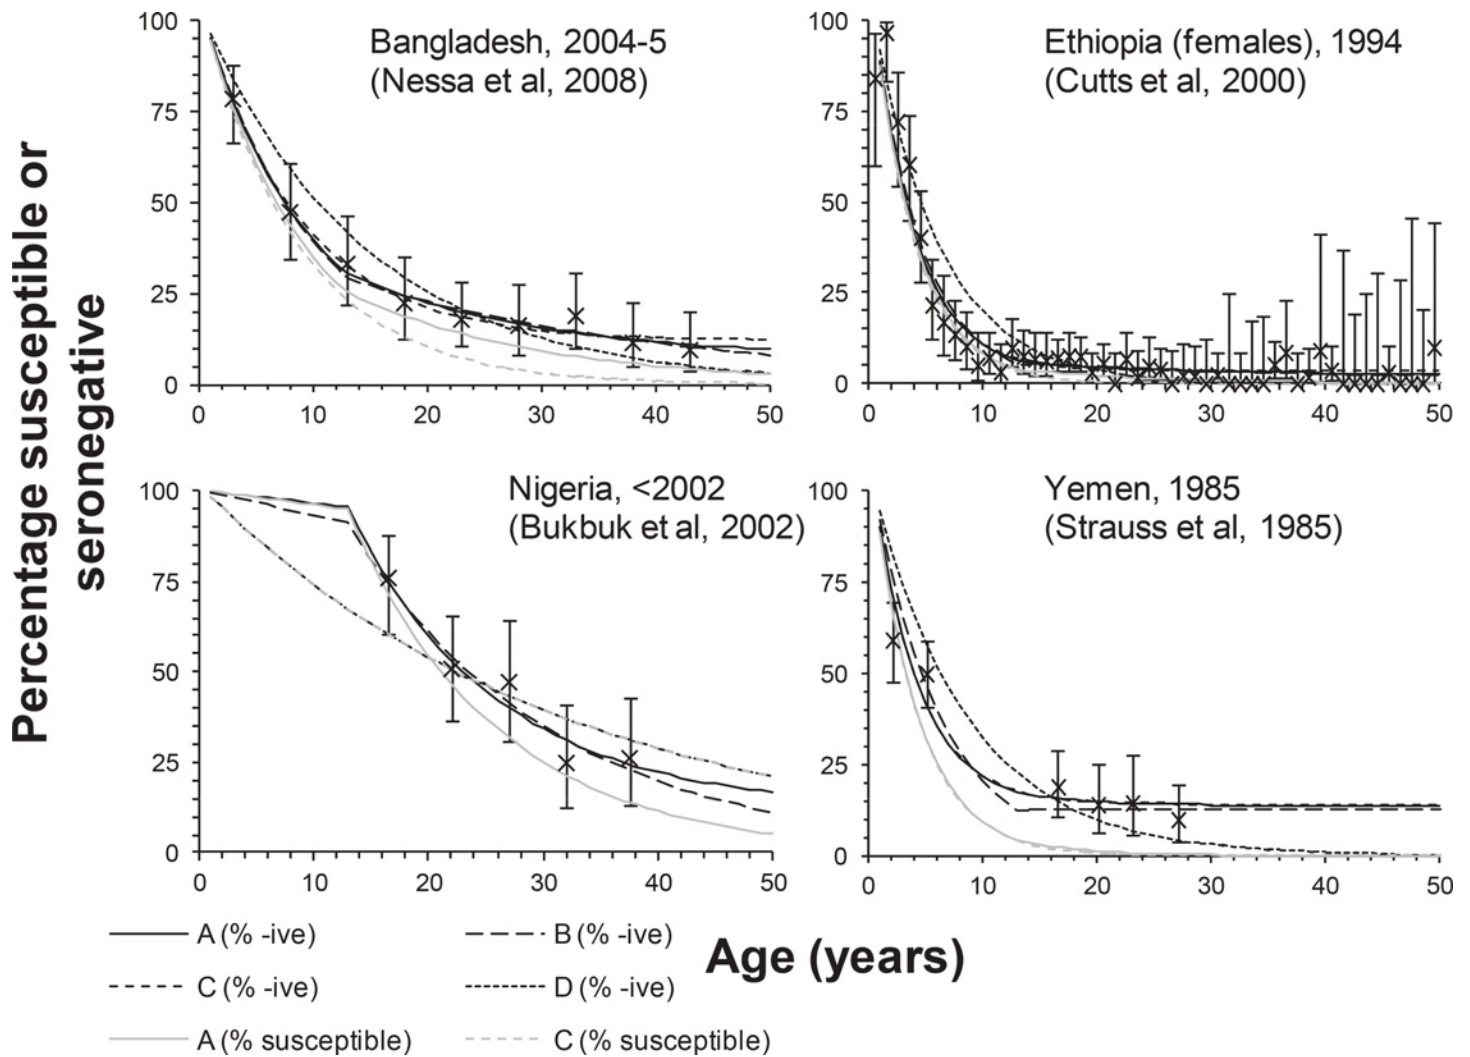 Percentage susceptible or
seronegative
Bangladesh, 2004-5
(Nessa et al, 2008)
100
75
50
25
0
0 10 20 30 40 50
Ethiopia (females), 1994
(Cutts et al, 2000)
100
75
50
25
0
0 10 20 30 40 50
Nigeria, <2002
(Bukbuk et al, 2002)
100
75
50
25
0
0 10 20 30 40 50
Yemen, 1985
(Strauss et al, 1985)
100
75
50
25
0
0 10 20 30 40 50
Age (years)
A (% -ive)
B (% -ive)
C (% -ive)
D (% -ive)
A (% susceptible)
C (% susceptible)